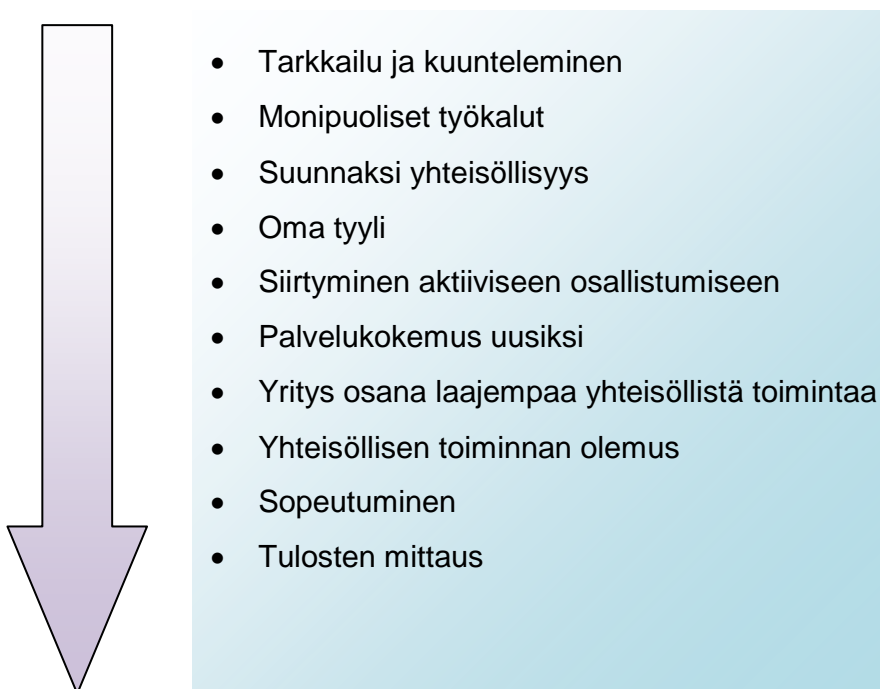 • Tarkkailu ja kuunteleminen
• Monipuoliset työkalut
• Suunnaksi yhteisöllisyys
• Oma tyyli
• Siirtyminen aktiiviseen osallistumiseen
• Palvelukokemus uusiksi
• Yritys osana laajempaa yhteisöllistä toimintaa
• Yhteisöllisen toiminnan olemus
• Sopeutuminen
• Tulosten mittaus